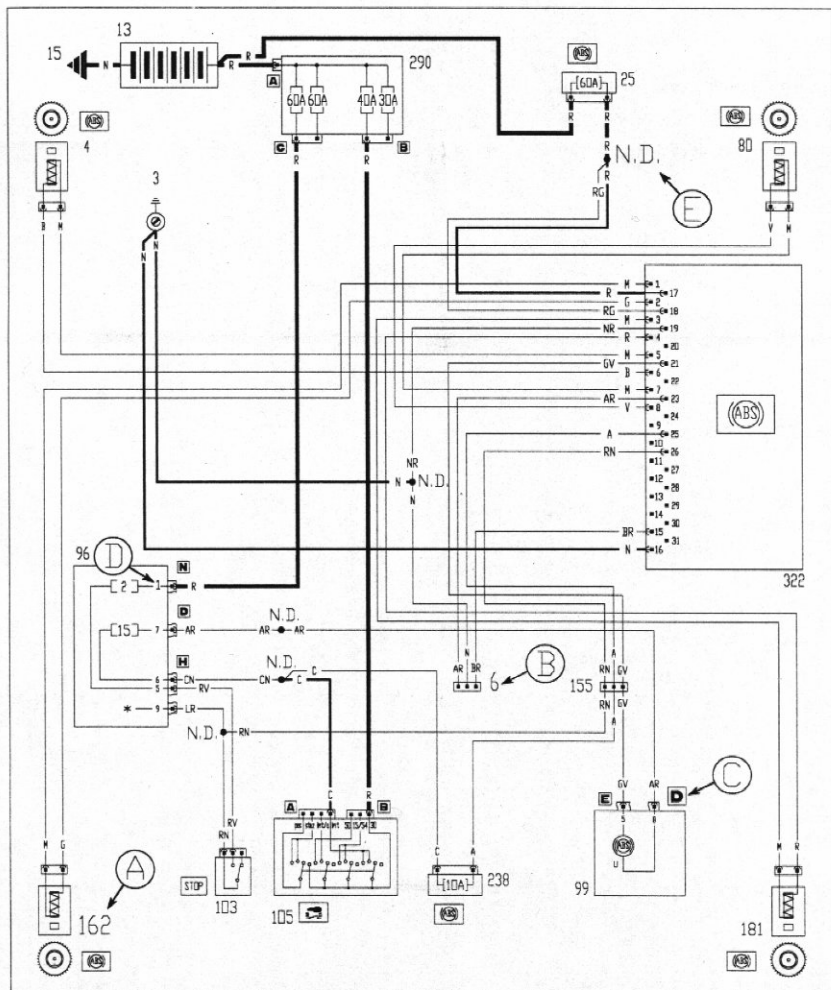 13
15
N
R
R
A
290
60A
60A
40A
30A
C
B
R
R
25
[60A]
R
R
R
N.D.
R
RG
E
4
ABS
B
M
80
ABS
V
M
3
N
N
M
R
G
RG
M
NR
R
M
GV
B
M
AR
V
A
RN
BR
N
1
17
2
18
3
19
4
20
5
21
6
22
7
23
8
24
9
25
10
26
11
27
12
28
13
29
14
30
15
31
16
(ABS)
322
NR
N
N.D.
N
96
D
N
[2]
1
R
D
[15]
7
AR
N.D.
AR
AR
H
6
CN
5
RV
N.D.
CN
C
C
* 9
LR
N.D.
RN
AR
N
BR
6
B
A
RN
GV
155
RN
GV
A
C
R
A
B
int
50
15/54
30
RV
RN
STOP
103
105
C
A
[10A]
238
ABS
GV
AR
C
E
D
5
8
ABS
U
99
M
G
A
162
ABS
M
R
181
ABS